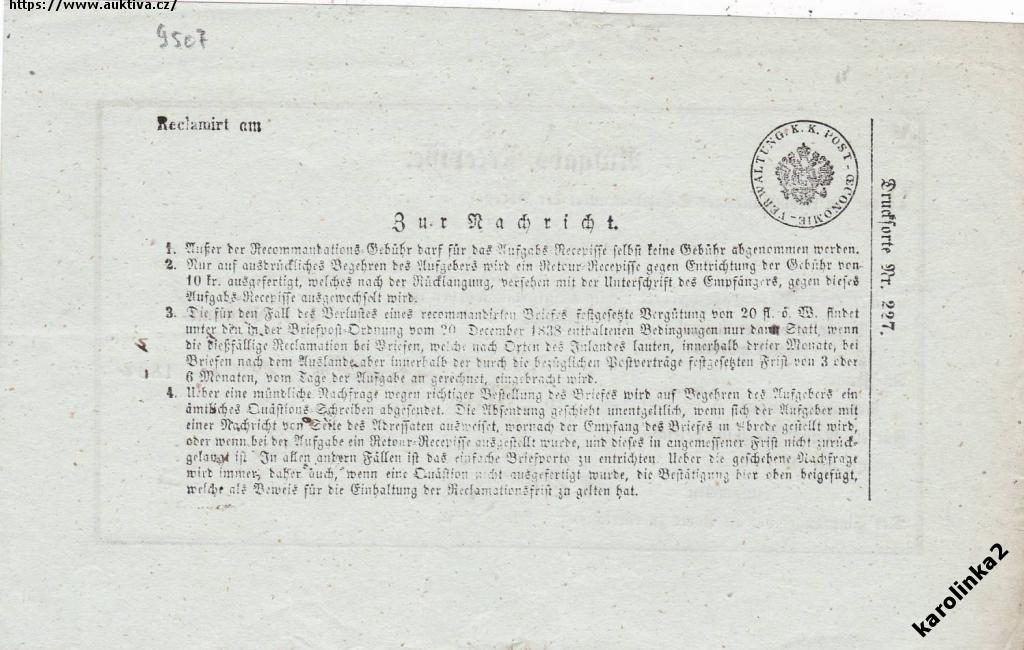 https://www.auktiva.cz/
9507
Reclamirt am
K. K. POST-ŒCONOMIE-VERWALTUNG
Zur Nachricht.
1. Außer der Recommandations-Gebühr darf für das Aufgabs-Recepisse selbst keine Gebühr abgenommen werden.
2. Nur auf ausdrückliches Begehren des Aufgebers wird ein Retour-Recepisse gegen Entrichtung der Gebühr von
10 kr. ausgefertigt, welches nach der Rücklangung, versehen mit der Unterschrift des Empfängers, gegen dieses
Aufgabs-Recepisse ausgewechselt wird.
3. Die für den Fall des Verlustes eines recommandirten Briefes festgesetzte Vergütung von 20 fl. ö. W. findet
unter den in der Briefpost-Ordnung vom 20. December 1838 enthaltenen Bedingungen nur dann Statt, wenn
die dießfällige Reclamation bei Briefen, welche nach Orten des Inlandes lauten, innerhalb dreier Monate, bei
Briefen nach dem Auslande aber innerhalb der durch die bezüglichen Postverträge festgesetzten Frist von 3 oder
6 Monaten, vom Tage der Aufgabe an gerechnet, eingebracht wird.
4. Ueber eine mündliche Nachfrage wegen richtiger Bestellung des Briefes wird auf Begehren des Aufgebers ein
ämtliches Quästions-Schreiben abgesendet. Die Absendung geschieht unentgeltlich, wenn sich der Aufgeber mit
einer Nachricht von Seite des Adressaten ausweiset, wornach der Empfang des Briefes in Abrede gestellt wird,
oder wenn bei der Aufgabe ein Retour-Recepisse ausgestellt wurde, und dieses in angemessener Frist nicht zurück-
gelangt ist. In allen andern Fällen ist das einfache Briefporto zu entrichten. Ueber die geschehene Nachfrage
wird immer, daher auch, wenn eine Quästion nicht ausgefertigt wurde, die Bestätigung hier oben beigefügt,
welche als Beweis für die Einhaltung der Reclamationsfrist zu gelten hat.
Drucksorte Nr. 227.
karolinka2